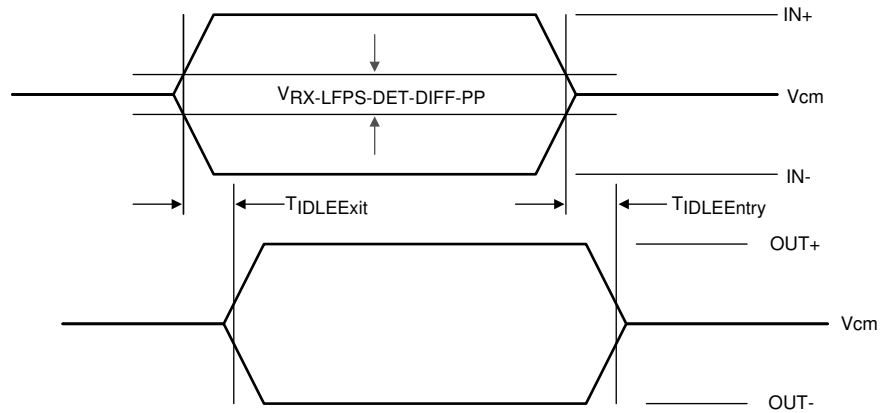 IN+
VRX-LFPS-DET-DIFF-PP
Vcm
IN-
TIDLEExit
TIDLEEntry
OUT+
Vcm
OUT-